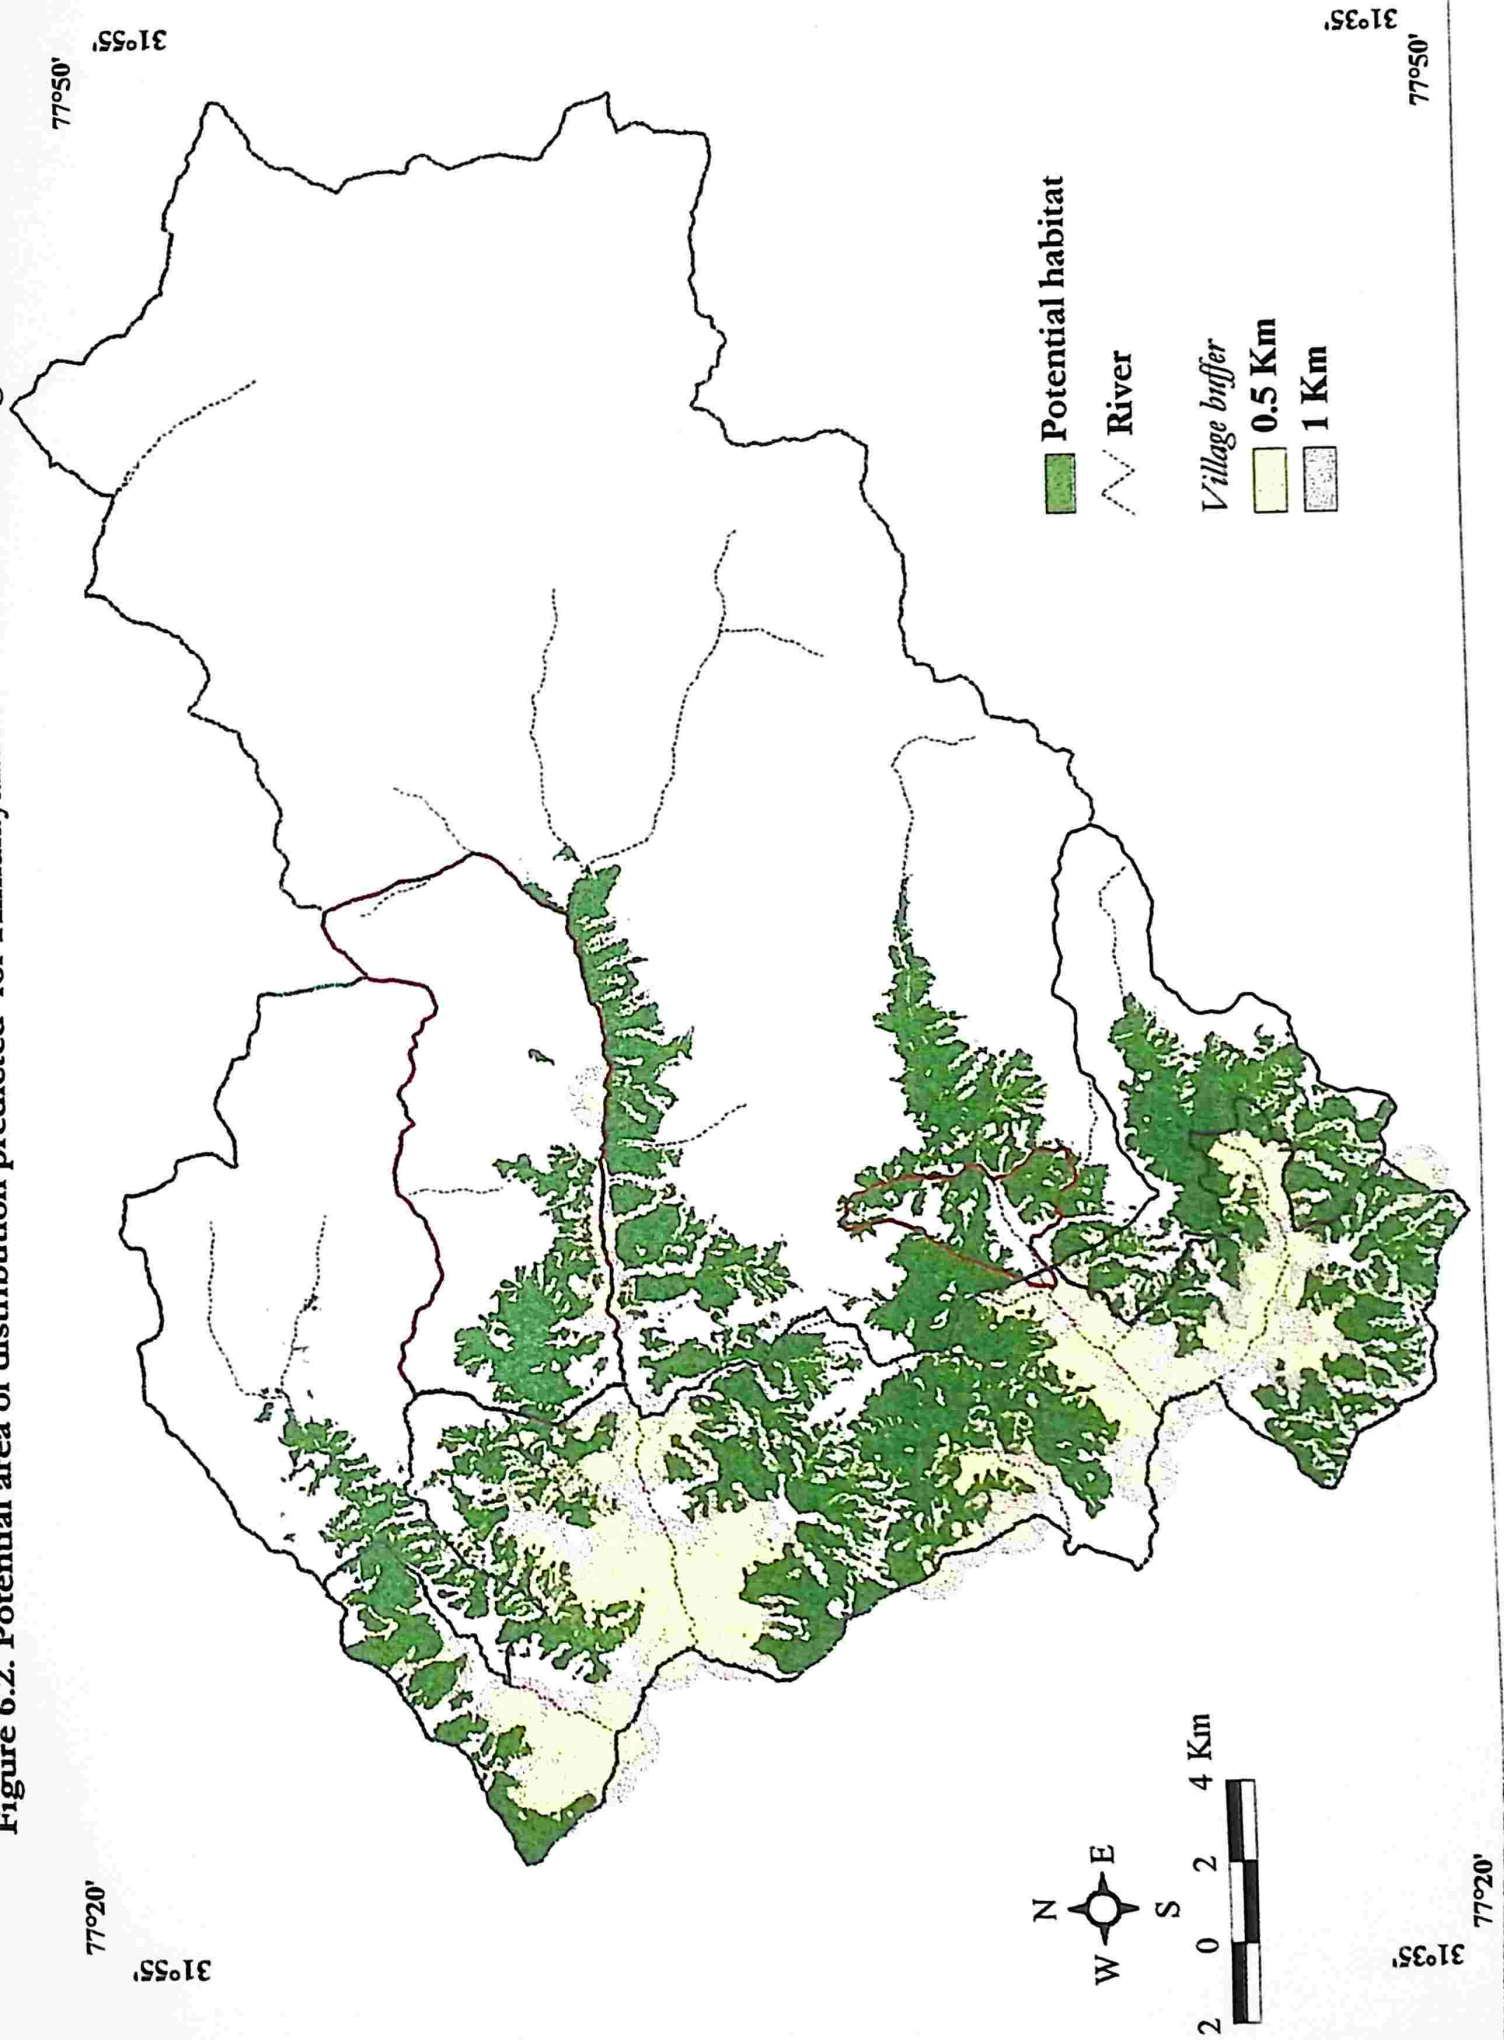 Figure 6.2. Potential area of distribution predicted for
77°20'
77°50'
31°55'
31°55'
N
W
E
S
2 0 2 4 Km
Potential habitat
River
Village buffer
0.5 Km
1 Km
31°35'
31°35'
77°20'
77°50'